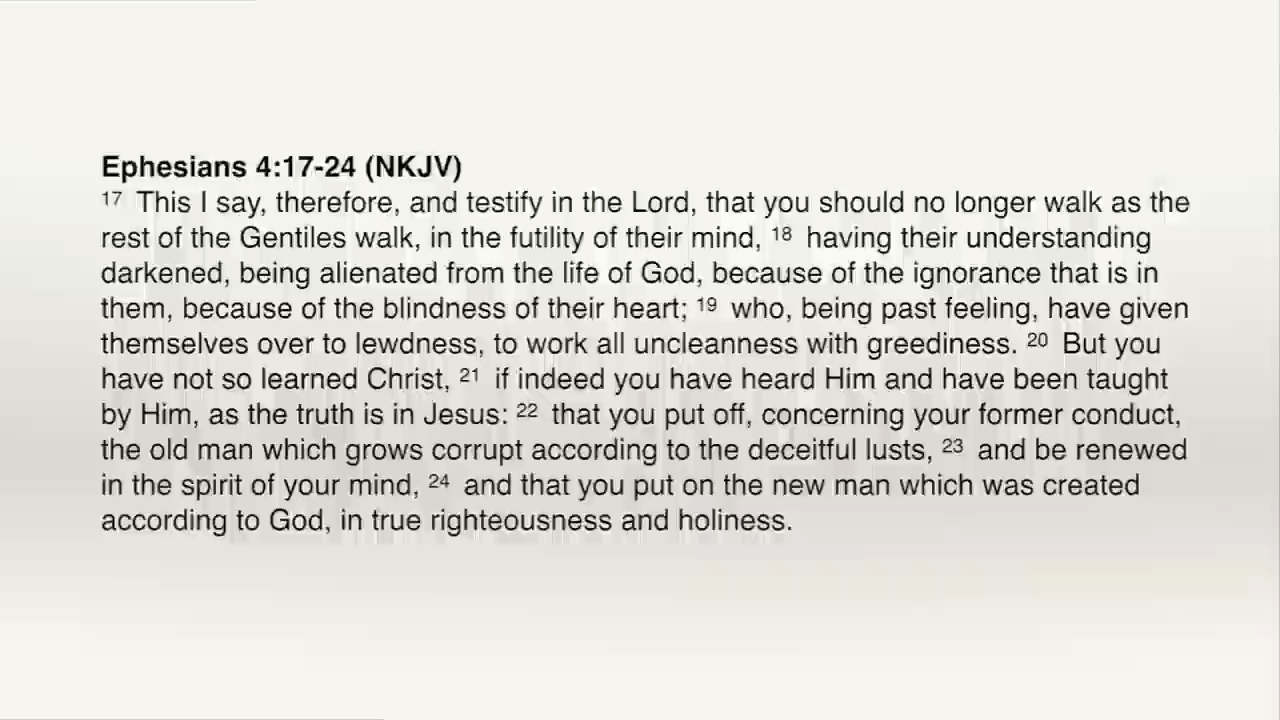 Ephesians 4:17-24 (NKJV)
17 This I say, therefore, and testify in the Lord, that you should no longer walk as the
rest of the Gentiles walk, in the futility of their mind, 18 having their understanding
darkened, being alienated from the life of God, because of the ignorance that is in
them, because of the blindness of their heart; 19 who, being past feeling, have given
themselves over to lewdness, to work all uncleanness with greediness. 20 But you
have not so learned Christ, 21 if indeed you have heard Him and have been taught
by Him, as the truth is in Jesus: 22 that you put off, concerning your former conduct,
the old man which grows corrupt according to the deceitful lusts, 23 and be renewed
in the spirit of your mind, 24 and that you put on the new man which was created
according to God, in true righteousness and holiness.